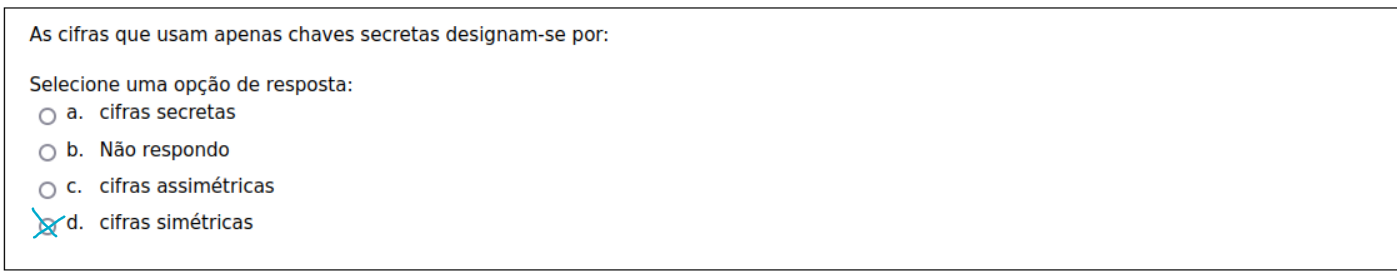 As cifras que usam apenas chaves secretas designam-se por:
Selecione uma opção de resposta:
a. cifras secretas
b. Não respondo
c. cifras assimétricas
d. cifras simétricas